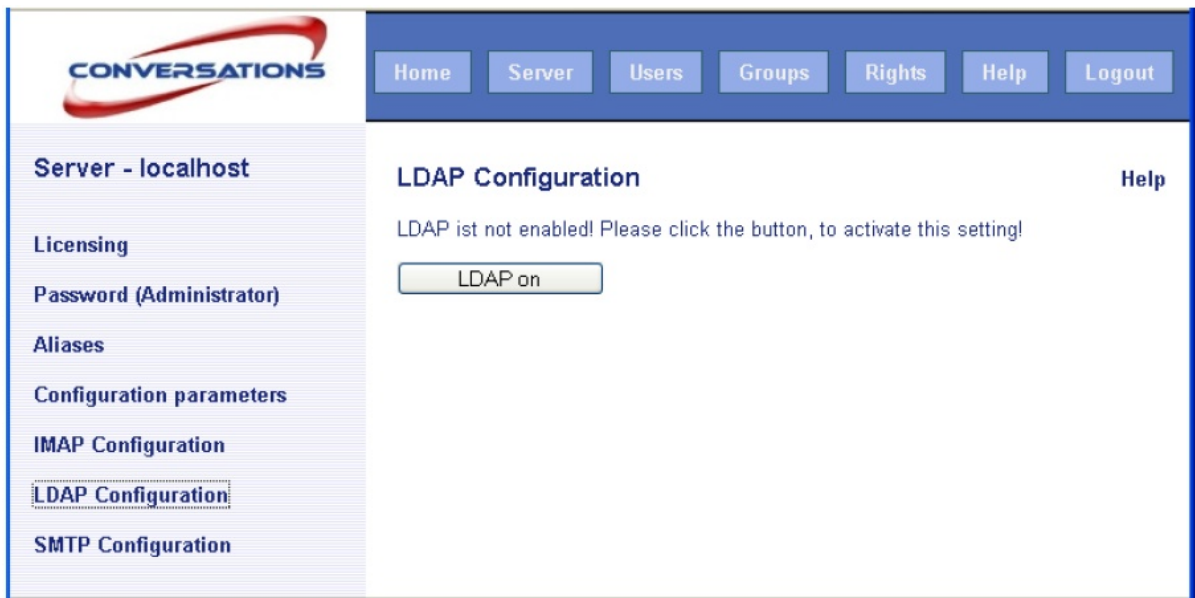 CONVERSATIONS
Home Server Users Groups Rights Help Logout
Server - localhost
Licensing
Password (Administrator)
Aliases
Configuration parameters
IMAP Configuration
LDAP Configuration
SMTP Configuration
LDAP Configuration Help
LDAP ist not enabled! Please click the button, to activate this setting!
LDAP on